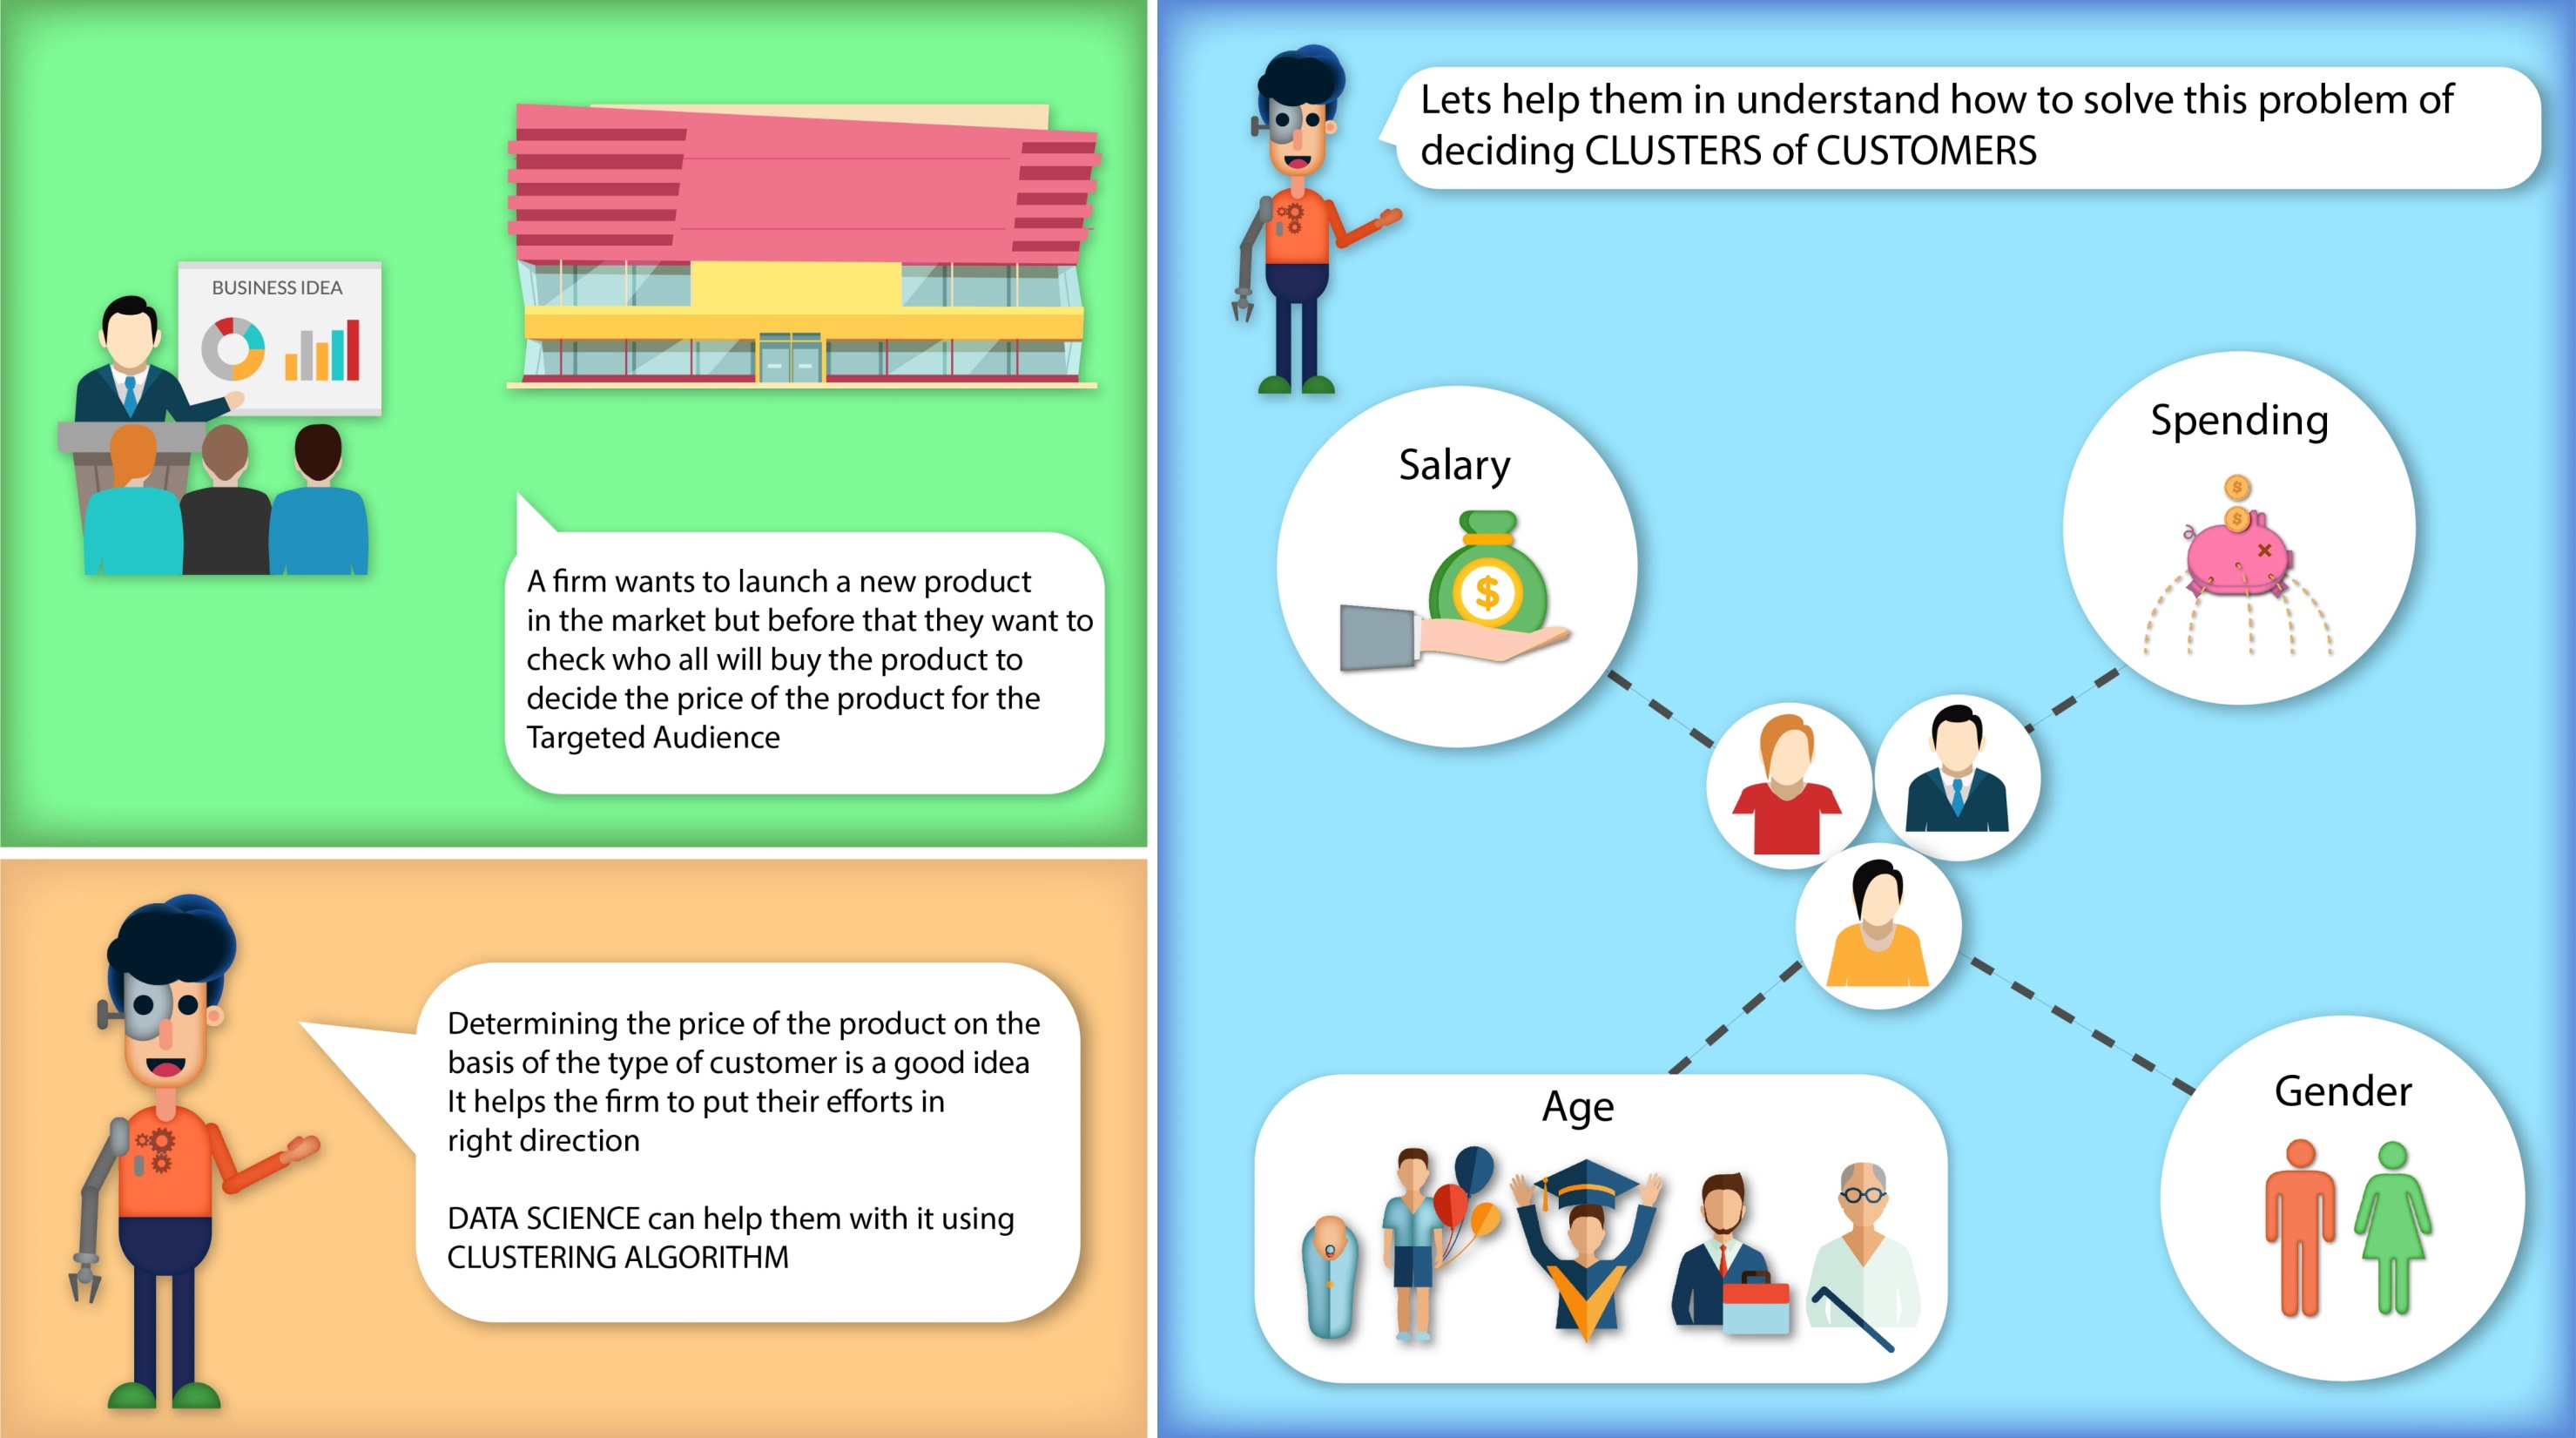 BUSINESS IDEA
A firm wants to launch a new product
in the market but before that they want to
check who all will buy the product to
decide the price of the product for the
Targeted Audience
Determining the price of the product on the
basis of the type of customer is a good idea
It helps the firm to put their efforts in
right direction
DATA SCIENCE can help them with it using
CLUSTERING ALGORITHM
Lets help them in understand how to solve this problem of
deciding CLUSTERS of CUSTOMERS
Salary
$
Spending
$
$
Age
Gender